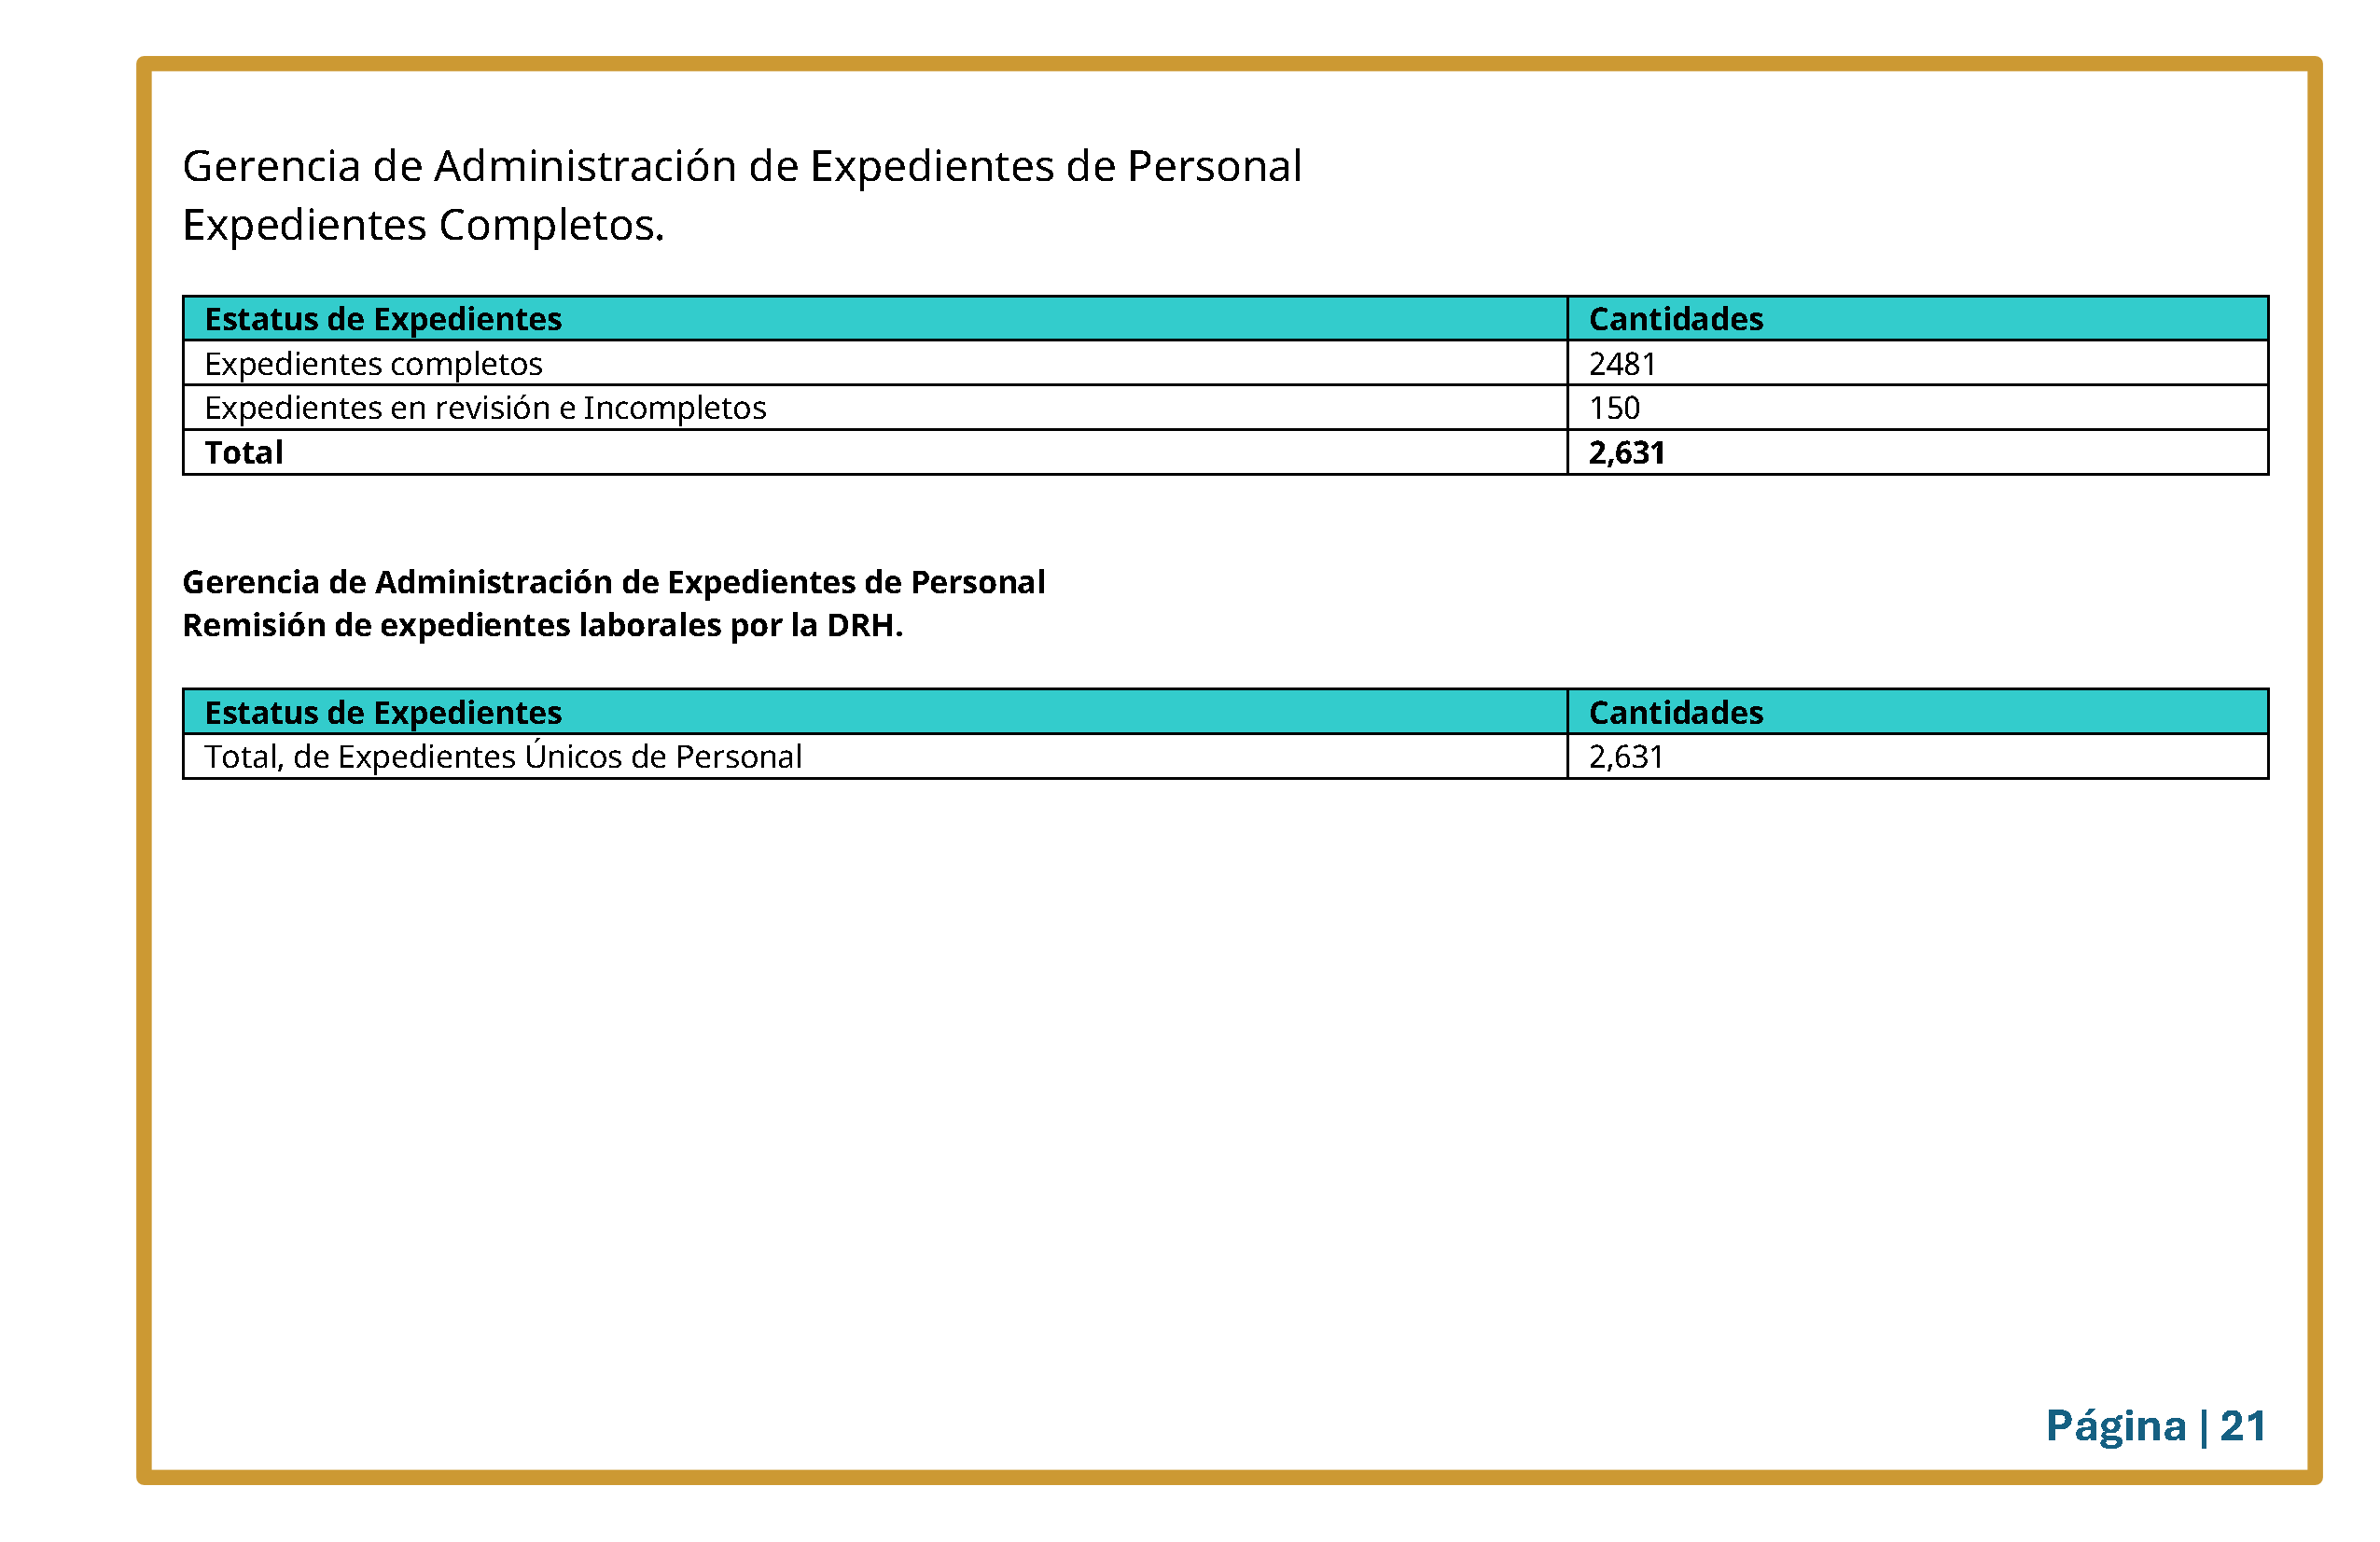 Gerencia de Administración de Expedientes de Personal
Expedientes Completos.
Estatus de Expedientes Cantidades
Expedientes completos 2481
Expedientes en revisión e Incompletos 150
Total 2,631
Gerencia de Administración de Expedientes de Personal
Remisión de expedientes laborales por la DRH.
Estatus de Expedientes Cantidades
Total, de Expedientes Únicos de Personal 2,631
Página | 21